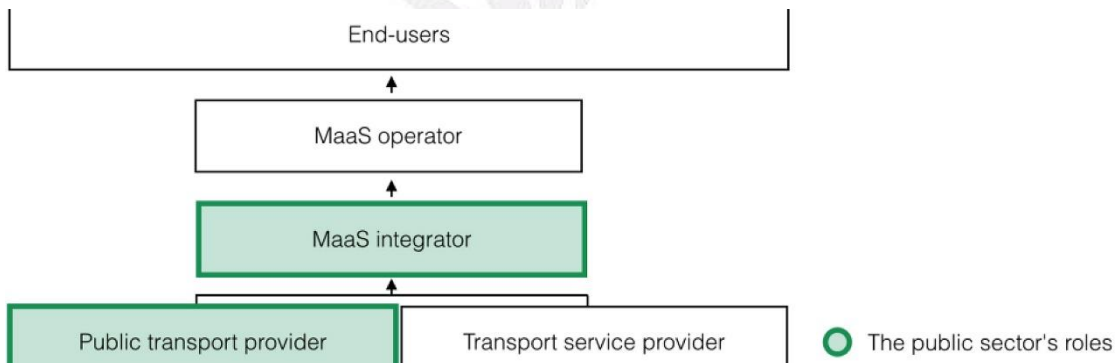 End-users
MaaS operator
MaaS integrator
Public transport provider
Transport service provider
The public sector's roles